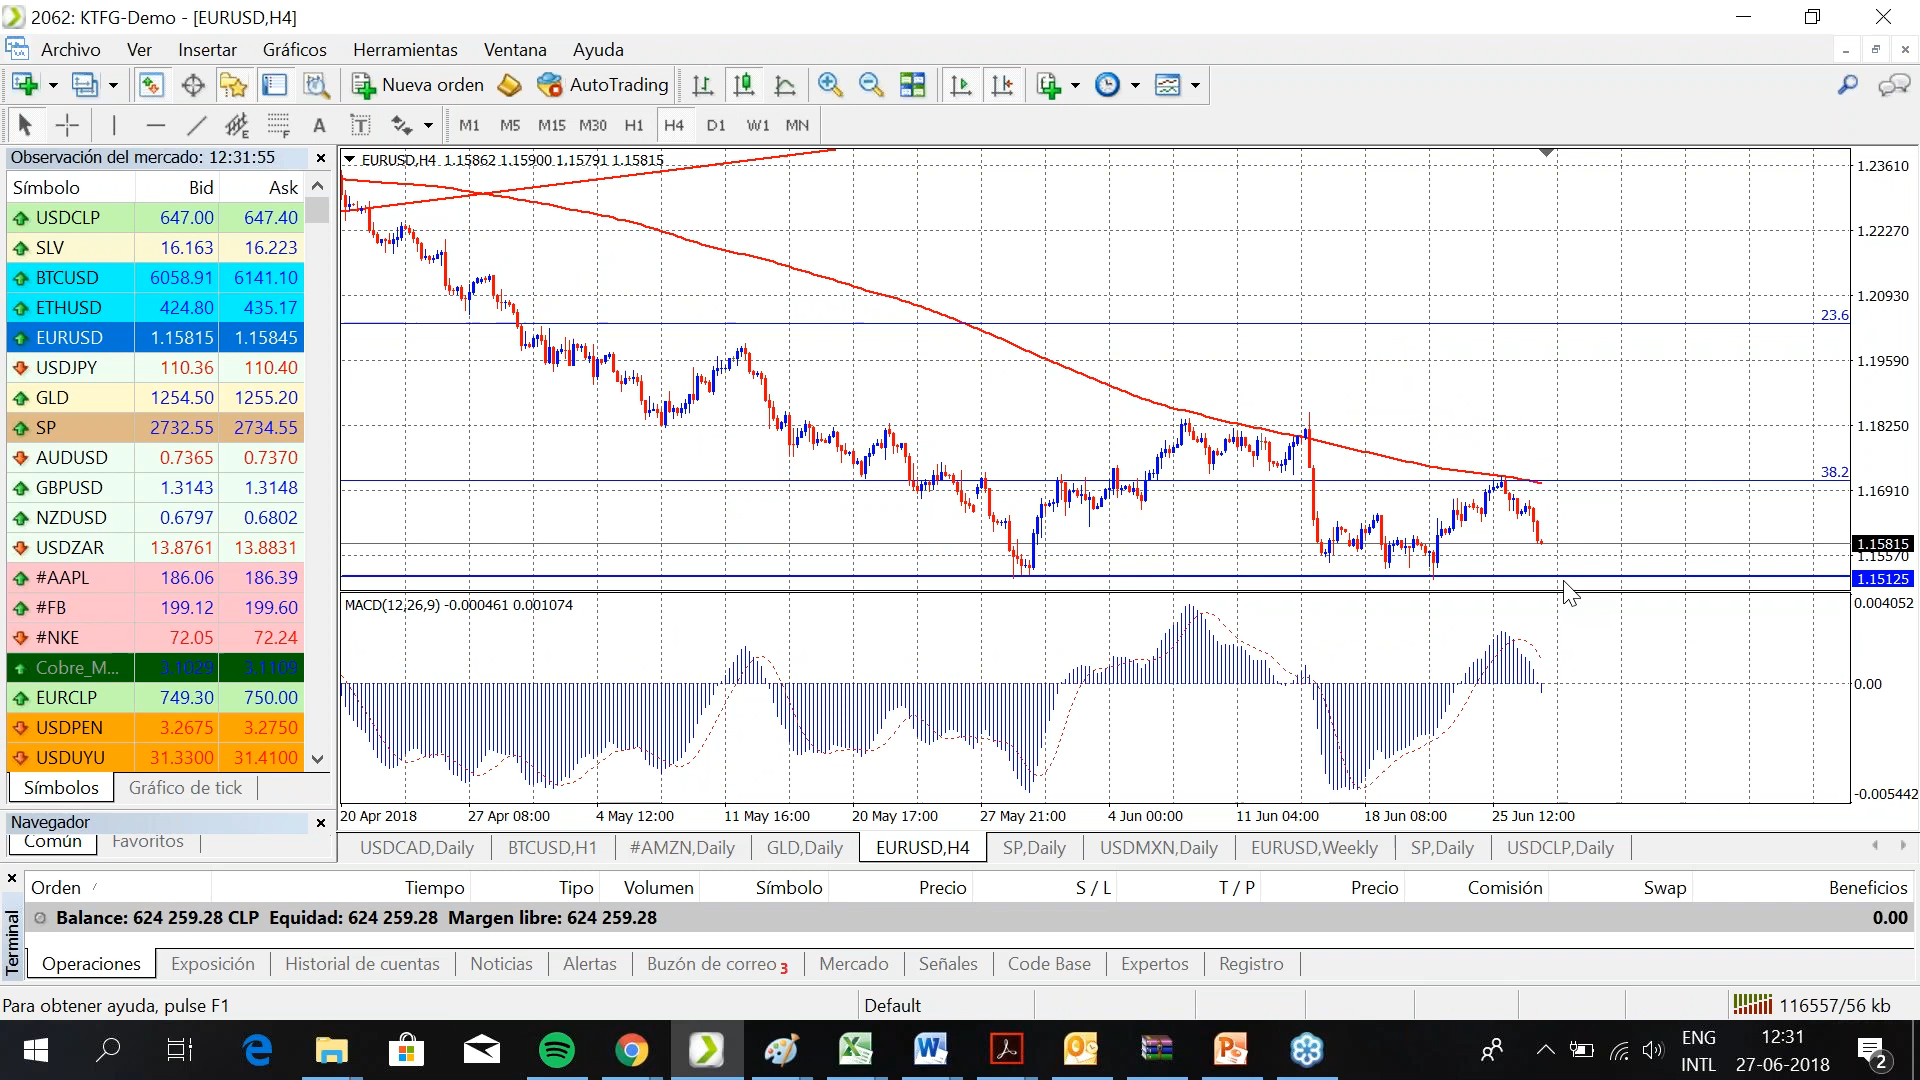 2062: KTFG-Demo - [EURUSD,H4]
Archivo Ver Insertar Gráficos Herramientas Ventana Ayuda
Nueva orden AutoTrading
A T M1 M5 M15 M30 H1 H4 D1 W1 MN
Observación del mercado: 12:31:55
Símbolo Bid Ask
USDCLP 647.00 647.40
SLV 16.163 16.223
BTCUSD 6058.91 6141.10
ETHUSD 424.80 435.17
EURUSD 1.15815 1.15845
USDJPY 110.36 110.40
GLD 1254.50 1255.20
SP 2732.55 2734.55
AUDUSD 0.7365 0.7370
GBPUSD 1.3143 1.3148
NZDUSD 0.6797 0.6802
USDZAR 13.8761 13.8831
#AAPL 186.06 186.39
#FB 199.12 199.60
#NKE 72.05 72.24
Cobre_M... 3.1029 3.1109
EURCLP 749.30 750.00
USDPEN 3.2675 3.2750
USDUYU 31.3300 31.4100
Símbolos Gráfico de tick
Navegador
Común Favoritos
EURUSD,H4 1.15862 1.15900 1.15791 1.15815
1.23610
1.22270
1.20930
23.6
1.19590
1.18250
38.2
1.16910
1.15815
1.15570
1.15125
MACD(12,26,9) -0.000461 0.001074
0.004052
0.00
-0.005442
20 Apr 2018 27 Apr 08:00 4 May 12:00 11 May 16:00 20 May 17:00 27 May 21:00 4 Jun 00:00 11 Jun 04:00 18 Jun 08:00 25 Jun 12:00
USDCAD,Daily BTCUSD,H1 #AMZN,Daily GLD,Daily EURUSD,H4 SP,Daily USDMXN,Daily EURUSD,Weekly SP,Daily USDCLP,Daily
Orden Tiempo Tipo Volumen Símbolo Precio S / L T / P Precio Comisión Swap Beneficios
Balance: 624 259.28 CLP Equidad: 624 259.28 Margen libre: 624 259.28 0.00
Terminal
Operaciones Exposición Historial de cuentas Noticias Alertas Buzón de correo 3 Mercado Señales Code Base Expertos Registro
Para obtener ayuda, pulse F1 Default 116557/56 kb
ENG
INTL
12:31
27-06-2018
2